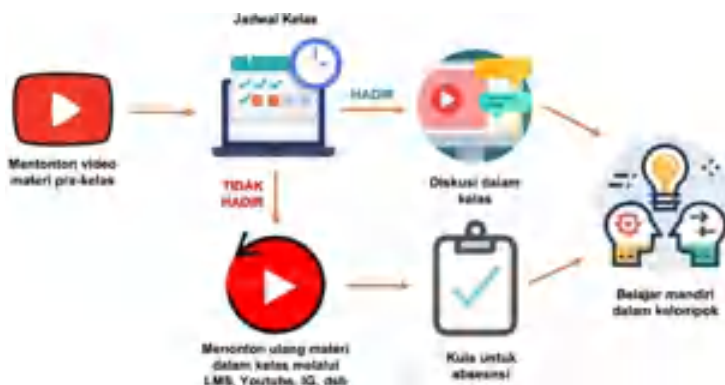 Jadwal Kelas
Mentonton video
materi pra-kelas
HADIR
Diskusi dalam
kelas
TIDAK
HADIR
Menonton ulang materi
dalam kelas melalui
LMS, Youtube, IG, dsb
Kuis untuk
absensi
Belajar mandiri
dalam kelompok